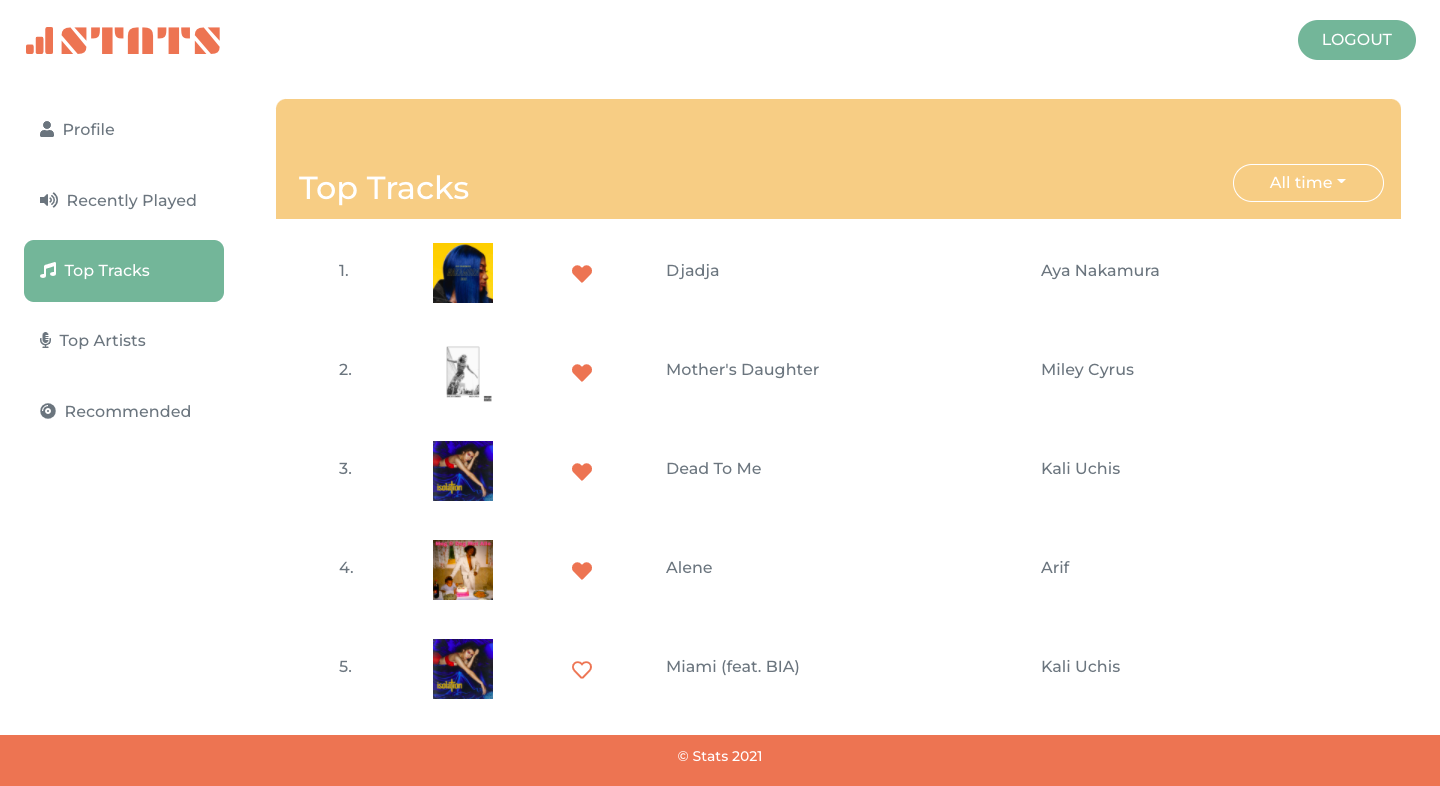 STATS
LOGOUT
Profile
Recently Played
Top Tracks
Top Artists
Recommended
Top Tracks
All time
1. Djadja Aya Nakamura
2. Mother's Daughter Miley Cyrus
3. isolation Dead To Me Kali Uchis
4. Alene Arif
5. isolation Miami (feat. BIA) Kali Uchis
© Stats 2021